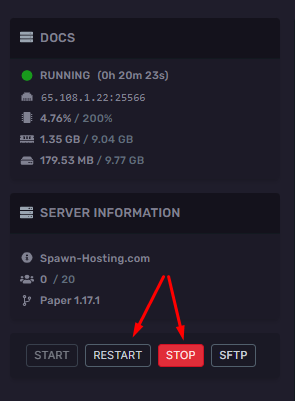 DOCS
RUNNING (0h 20m 23s)
65.108.1.22:25566
4.76% / 200%
1.35 GB / 9.04 GB
179.53 MB / 9.77 GB
SERVER INFORMATION
Spawn-Hosting.com
0 / 20
Paper 1.17.1
START RESTART STOP SFTP